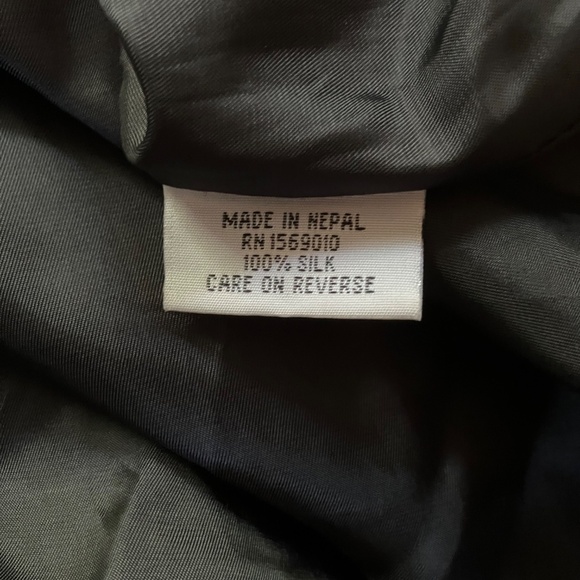 MADE IN NEPAL
RN 1569010
100% SILK
CARE ON REVERSE